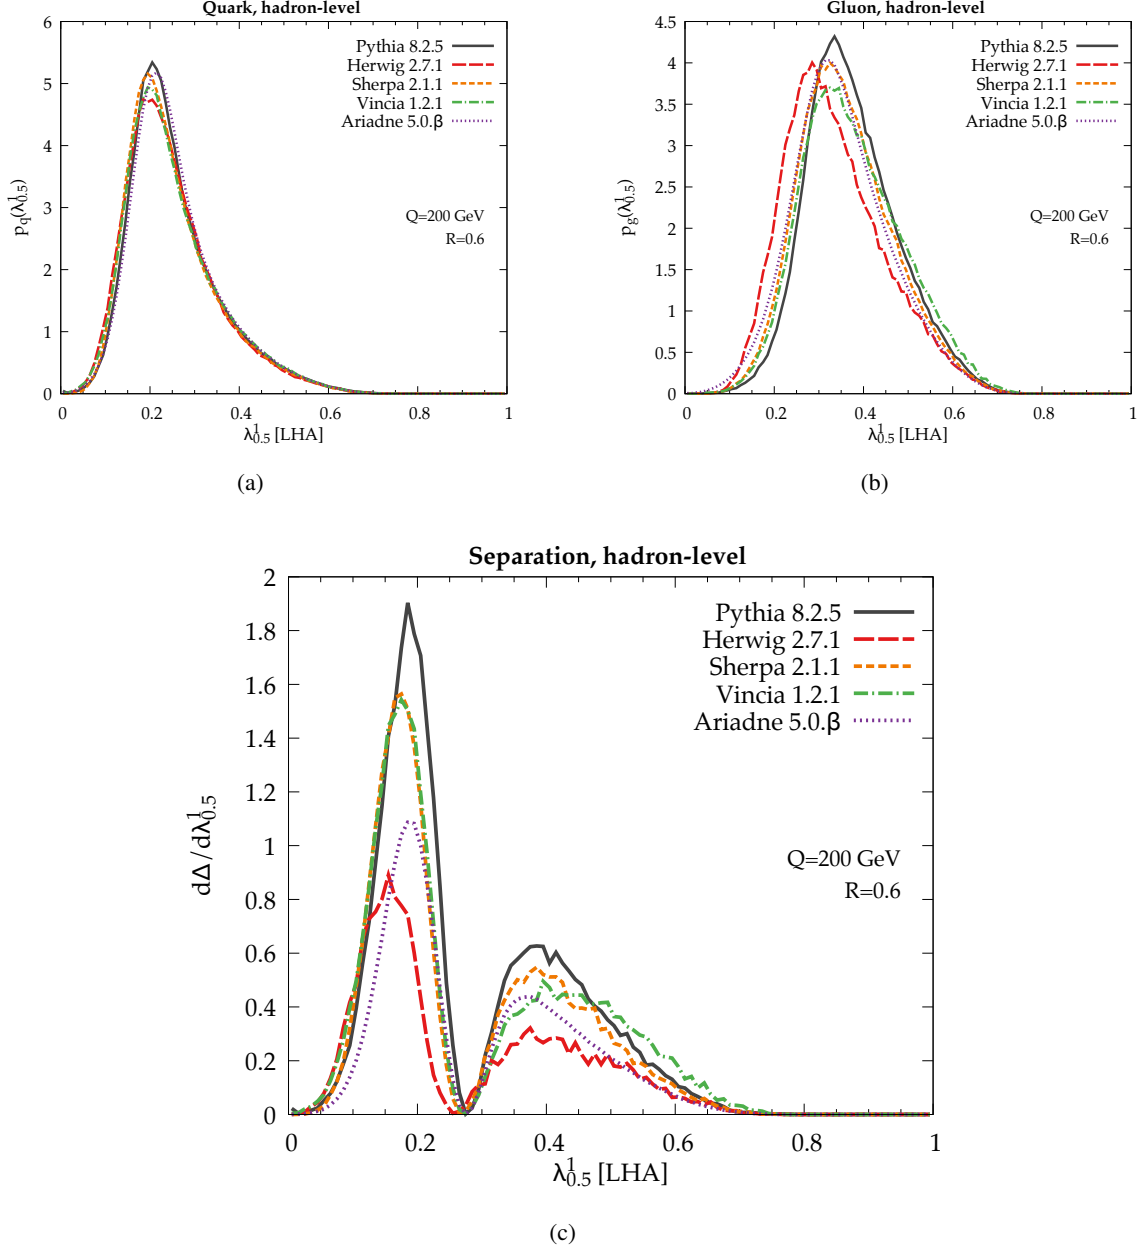 Quark, hadron-level
Pythia 8.2.5
Herwig 2.7.1
Sherpa 2.1.1
Vincia 1.2.1
Ariadne 5.0.β
Q=200 GeV
R=0.6
p_q(λ^1_0.5)
0 1 2 3 4 5 6
0 0.2 0.4 0.6 0.8 1
λ^1_0.5 [LHA]
(a)
Gluon, hadron-level
Pythia 8.2.5
Herwig 2.7.1
Sherpa 2.1.1
Vincia 1.2.1
Ariadne 5.0.β
Q=200 GeV
R=0.6
p_g(λ^1_0.5)
0 0.5 1 1.5 2 2.5 3 3.5 4 4.5
0 0.2 0.4 0.6 0.8 1
λ^1_0.5 [LHA]
(b)
Separation, hadron-level
Pythia 8.2.5
Herwig 2.7.1
Sherpa 2.1.1
Vincia 1.2.1
Ariadne 5.0.β
Q=200 GeV
R=0.6
dΔ/dλ^1_0.5
0 0.2 0.4 0.6 0.8 1 1.2 1.4 1.6 1.8 2
0 0.2 0.4 0.6 0.8 1
λ^1_0.5 [LHA]
(c)